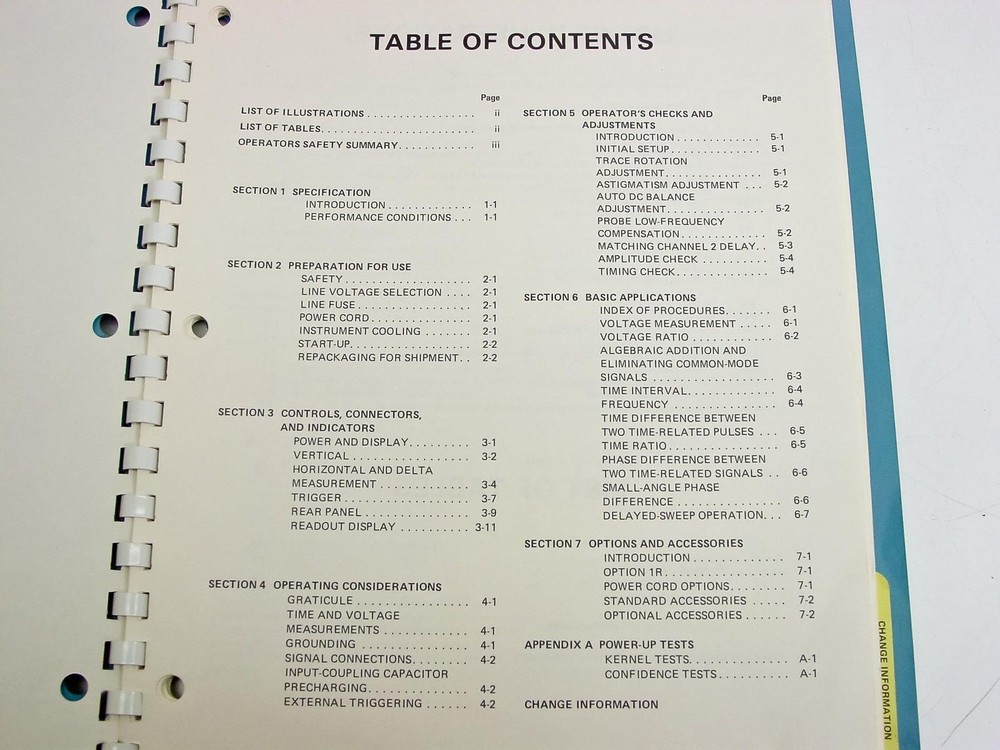 TABLE OF CONTENTS
Page
LIST OF ILLUSTRATIONS . . . . . . . . . . . . . . . . . ii
LIST OF TABLES. . . . . . . . . . . . . . . . . . . . . . . . ii
OPERATORS SAFETY SUMMARY. . . . . . . . . . . . iii
SECTION 1 SPECIFICATION
INTRODUCTION . . . . . . . . . . . . . 1-1
PERFORMANCE CONDITIONS . . . 1-1
SECTION 2 PREPARATION FOR USE
SAFETY . . . . . . . . . . . . . . . . . . . 2-1
LINE VOLTAGE SELECTION . . . . 2-1
LINE FUSE . . . . . . . . . . . . . . . . . 2-1
POWER CORD . . . . . . . . . . . . . . . 2-1
INSTRUMENT COOLING . . . . . . . 2-1
START-UP. . . . . . . . . . . . . . . . . . 2-2
REPACKAGING FOR SHIPMENT. . 2-2
SECTION 3 CONTROLS, CONNECTORS,
AND INDICATORS
POWER AND DISPLAY. . . . . . . . . 3-1
VERTICAL . . . . . . . . . . . . . . . . . . 3-2
HORIZONTAL AND DELTA
MEASUREMENT . . . . . . . . . . . . . 3-4
TRIGGER . . . . . . . . . . . . . . . . . . . 3-7
REAR PANEL . . . . . . . . . . . . . . . . 3-9
READOUT DISPLAY . . . . . . . . . . 3-11
SECTION 4 OPERATING CONSIDERATIONS
GRATICULE . . . . . . . . . . . . . . . . . 4-1
TIME AND VOLTAGE
MEASUREMENTS . . . . . . . . . . . . 4-1
GROUNDING . . . . . . . . . . . . . . . . 4-1
SIGNAL CONNECTIONS. . . . . . . . 4-2
INPUT-COUPLING CAPACITOR
PRECHARGING. . . . . . . . . . . . . . . 4-2
EXTERNAL TRIGGERING . . . . . . 4-2
Page
SECTION 5 OPERATOR'S CHECKS AND
ADJUSTMENTS
INTRODUCTION . . . . . . . . . . . . . 5-1
INITIAL SETUP . . . . . . . . . . . . . . 5-1
TRACE ROTATION
ADJUSTMENT. . . . . . . . . . . . . . . 5-1
ASTIGMATISM ADJUSTMENT . . . 5-2
AUTO DC BALANCE
ADJUSTMENT. . . . . . . . . . . . . . . 5-2
PROBE LOW-FREQUENCY
COMPENSATION . . . . . . . . . . . . . 5-2
MATCHING CHANNEL 2 DELAY. . 5-3
AMPLITUDE CHECK . . . . . . . . . . 5-4
TIMING CHECK. . . . . . . . . . . . . . 5-4
SECTION 6 BASIC APPLICATIONS
INDEX OF PROCEDURES. . . . . . . 6-1
VOLTAGE MEASUREMENT . . . . . 6-1
VOLTAGE RATIO . . . . . . . . . . . . 6-2
ALGEBRAIC ADDITION AND
ELIMINATING COMMON-MODE
SIGNALS . . . . . . . . . . . . . . . . . . 6-3
TIME INTERVAL. . . . . . . . . . . . . 6-4
FREQUENCY . . . . . . . . . . . . . . . 6-4
TIME DIFFERENCE BETWEEN
TWO TIME-RELATED PULSES . . . 6-5
TIME RATIO . . . . . . . . . . . . . . . . 6-5
PHASE DIFFERENCE BETWEEN
TWO TIME-RELATED SIGNALS . . 6-6
SMALL-ANGLE PHASE
DIFFERENCE . . . . . . . . . . . . . . . 6-6
DELAYED-SWEEP OPERATION. . . 6-7
SECTION 7 OPTIONS AND ACCESSORIES
INTRODUCTION . . . . . . . . . . . . . 7-1
OPTION 1R . . . . . . . . . . . . . . . . . 7-1
POWER CORD OPTIONS. . . . . . . . 7-1
STANDARD ACCESSORIES . . . . . 7-2
OPTIONAL ACCESSORIES . . . . . . 7-2
APPENDIX A POWER-UP TESTS
KERNEL TESTS. . . . . . . . . . . . . . A-1
CONFIDENCE TESTS . . . . . . . . . . A-1
CHANGE INFORMATION
CHANGE INFORMATION